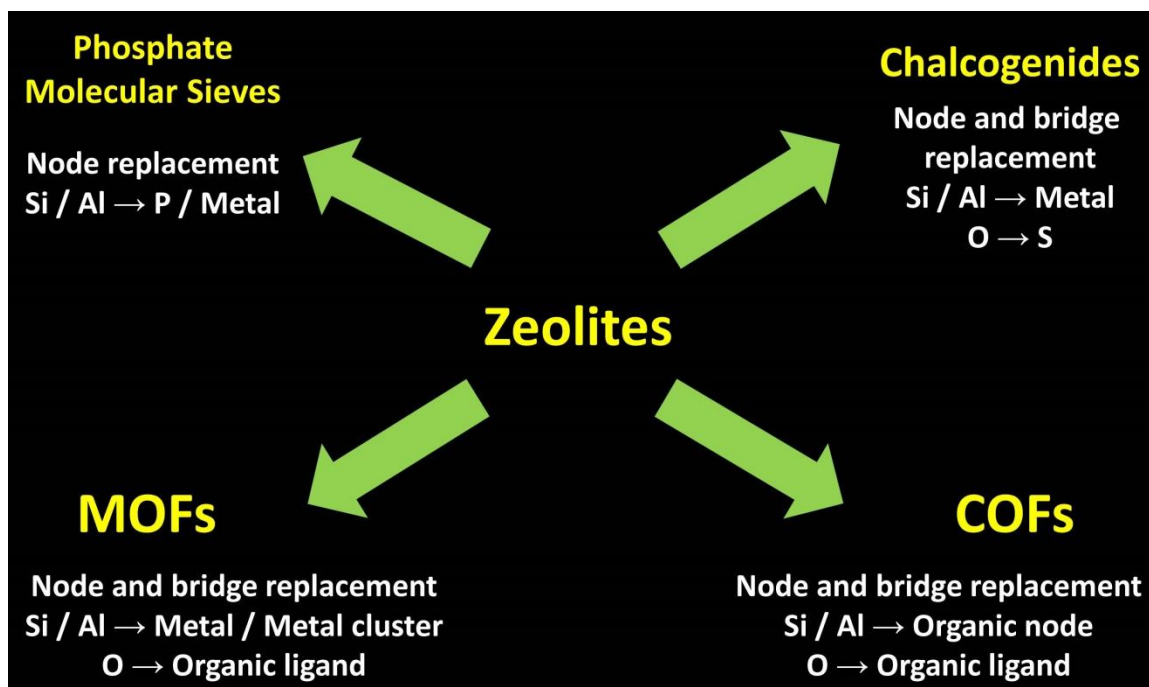 Phosphate
Molecular Sieves
Node replacement
Si / Al → P / Metal
Chalcogenides
Node and bridge
replacement
Si / Al → Metal
O → S
Zeolites
MOFs
Node and bridge replacement
Si / Al → Metal / Metal cluster
O → Organic ligand
COFs
Node and bridge replacement
Si / Al → Organic node
O → Organic ligand